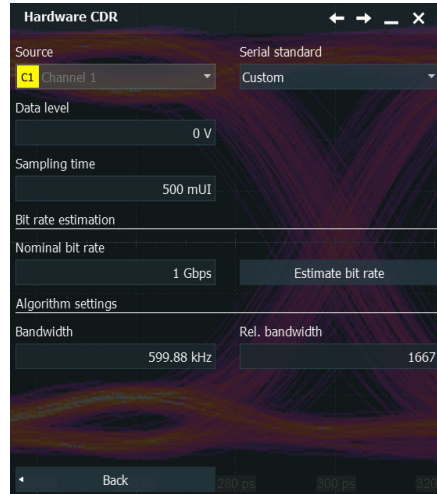 Hardware CDR
Source Serial standard
C1 Channel 1 Custom
Data level
0 V
Sampling time
500 mUI
Bit rate estimation
Nominal bit rate
1 Gbps Estimate bit rate
Algorithm settings
Bandwidth Rel. bandwidth
599.88 kHz 1667
Back
280 ps 300 ps 320